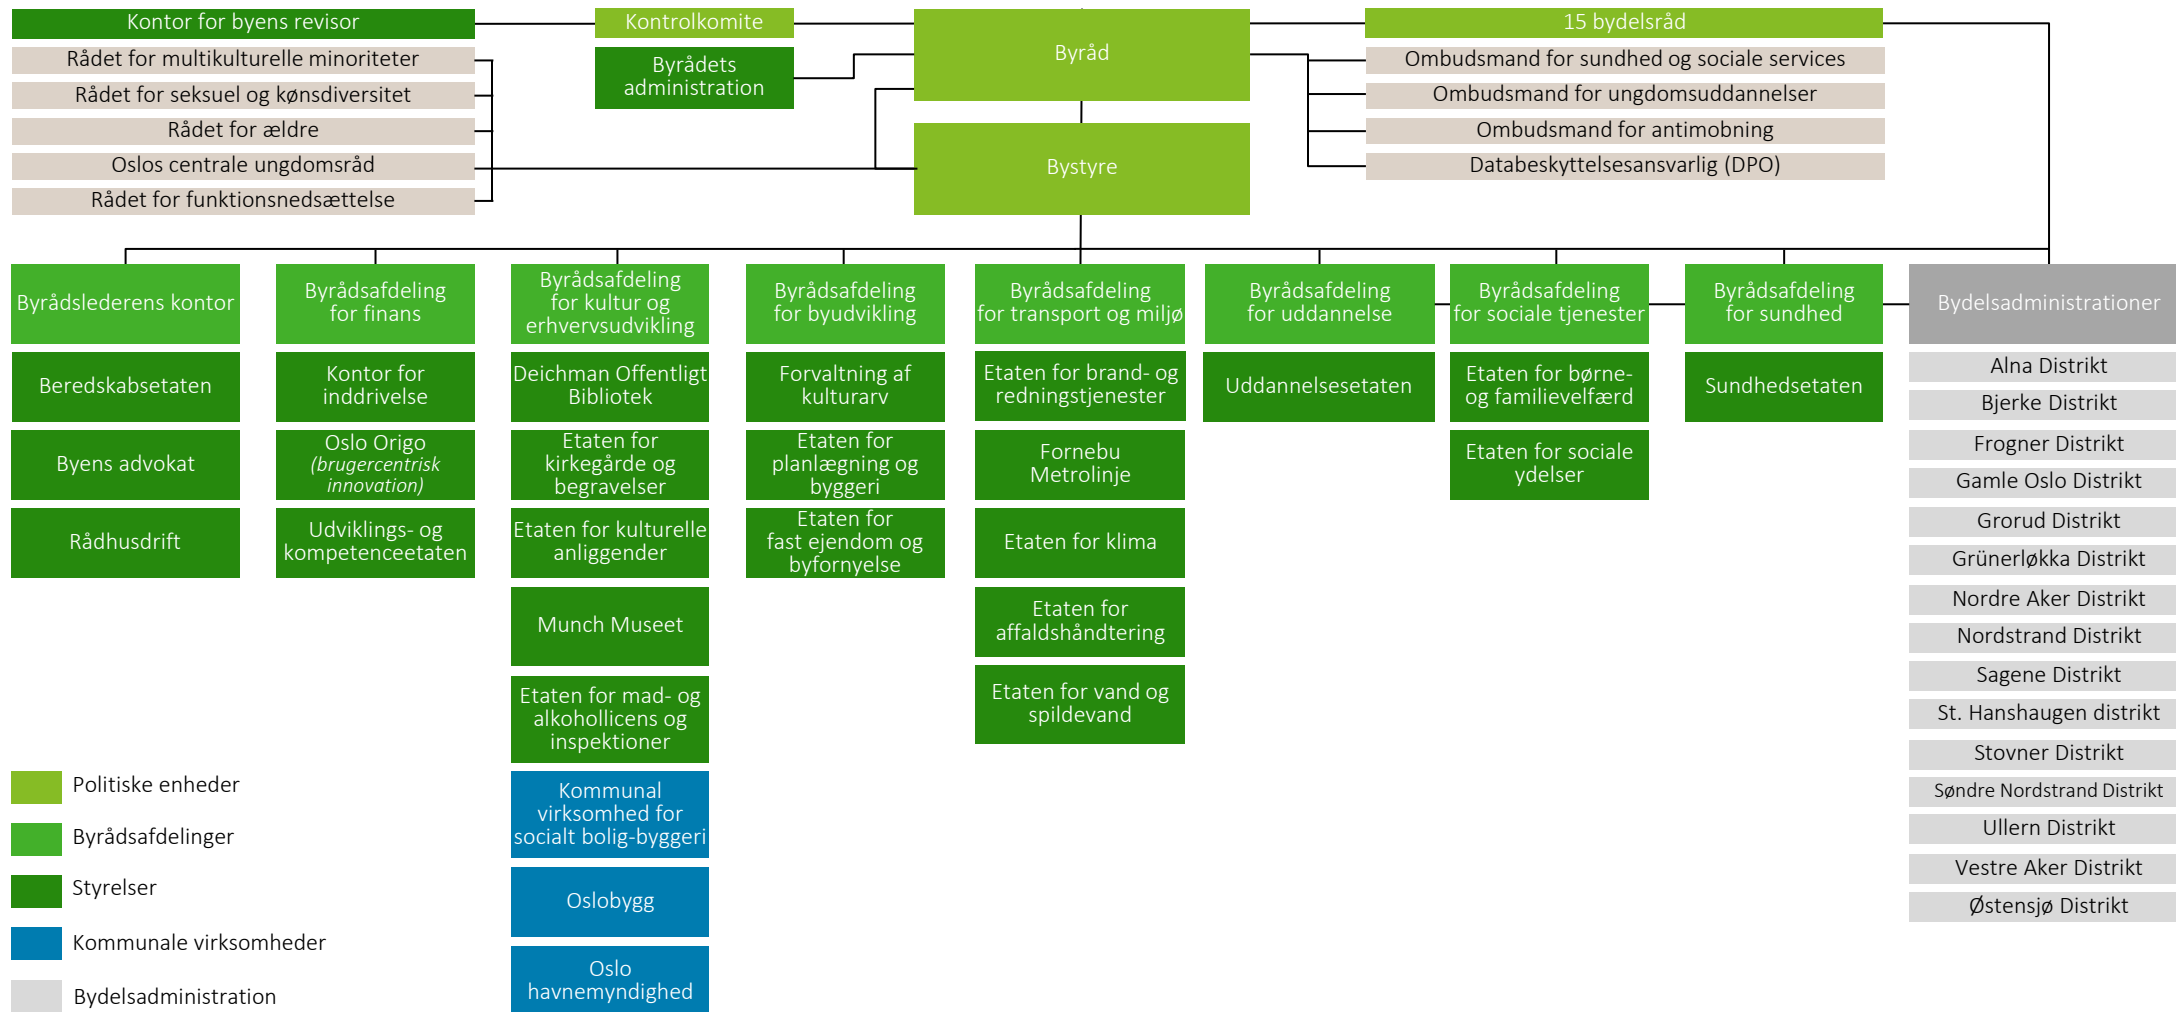 Kontor for byens revisor
Rådet for multikulturelle minoriteter
Rådet for seksuel og kønsdiversitet
Rådet for ældre
Oslos centrale ungdomsråd
Rådet for funktionsnedsættelse
Kontrolkomite
Byrådets
administration
Byråd
Bystyre
15 bydelsråd
Ombudsmand for sundhed og sociale services
Ombudsmand for ungdomsuddannelser
Ombudsmand for antimobning
Databeskyttelsesansvarlig (DPO)
Byrådslederens kontor
Beredskabsetaten
Byens advokat
Rådhusdrift
Byrådsafdeling
for finans
Kontor for
inddrivelse
Oslo Origo
(brugercentrisk
innovation)
Udviklings- og
kompetenceetaten
Byrådsafdeling
for kultur og
erhvervsudvikling
Deichman Offentligt
Bibliotek
Etaten for
kirkegårde og
begravelser
Etaten for kulturelle
anliggender
Munch Museet
Etaten for mad- og
alkohollicens og
inspektioner
Kommunal
virksomhed for
socialt bolig-byggeri
Oslobygg
Oslo
havnemyndighed
Byrådsafdeling
for byudvikling
Forvaltning af
kulturarv
Etaten for
planlægning og
byggeri
Etaten for
fast ejendom og
byfornyelse
Byrådsafdeling
for transport og miljø
Etaten for brand- og
redningstjenester
Fornebu
Metrolinje
Etaten for klima
Etaten for
affaldshåndtering
Etaten for vand og
spildevand
Byrådsafdeling
for uddannelse
Uddannelsesetaten
Byrådsafdeling
for sociale tjenester
Etaten for børne-
og familievelfærd
Etaten for sociale
ydelser
Byrådsafdeling
for sundhed
Sundhedsetaten
Bydelsadministrationer
Alna Distrikt
Bjerke Distrikt
Frogner Distrikt
Gamle Oslo Distrikt
Grorud Distrikt
Grünerløkka Distrikt
Nordre Aker Distrikt
Nordstrand Distrikt
Sagene Distrikt
St. Hanshaugen distrikt
Stovner Distrikt
Søndre Nordstrand Distrikt
Ullern Distrikt
Vestre Aker Distrikt
Østensjø Distrikt
Politiske enheder
Byrådsafdelinger
Styrelser
Kommunale virksomheder
Bydelsadministration